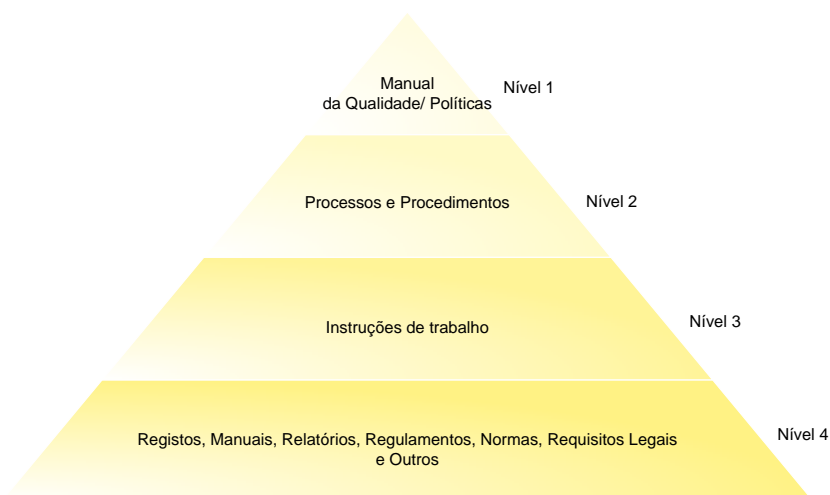 Manual
da Qualidade/ Políticas
Nível 1
Processos e Procedimentos
Nível 2
Instruções de trabalho
Nível 3
Registos, Manuais, Relatórios, Regulamentos, Normas, Requisitos Legais
e Outros
Nível 4